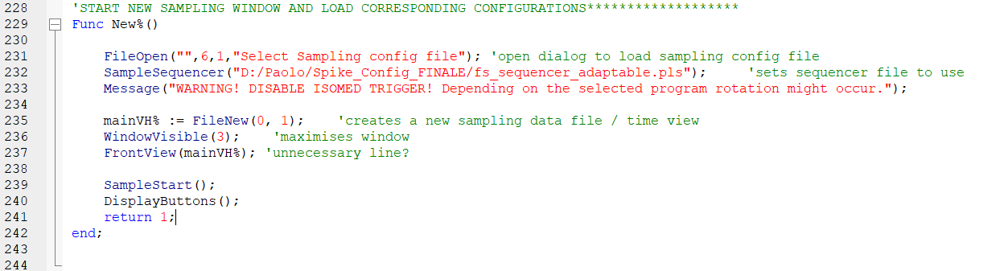 228 'START NEW SAMPLING WINDOW AND LOAD CORRESPONDING CONFIGURATIONS*******************
229 Func New%()
230
231 FileOpen("",6,1,"Select Sampling config file"); 'open dialog to load sampling config file
232 SampleSequencer("D:/Paolo/Spike_Config_FINALE/fs_sequencer_adaptable.pls"); 'sets sequencer file to use
233 Message("WARNING! DISABLE ISOMED TRIGGER! Depending on the selected program rotation might occur.");
234
235 mainVH% := FileNew(0, 1); 'creates a new sampling data file / time view
236 WindowVisible(3); 'maximises window
237 FrontView(mainVH%); 'unnecessary line?
238
239 SampleStart();
240 DisplayButtons();
241 return 1;
242 end;
243
244